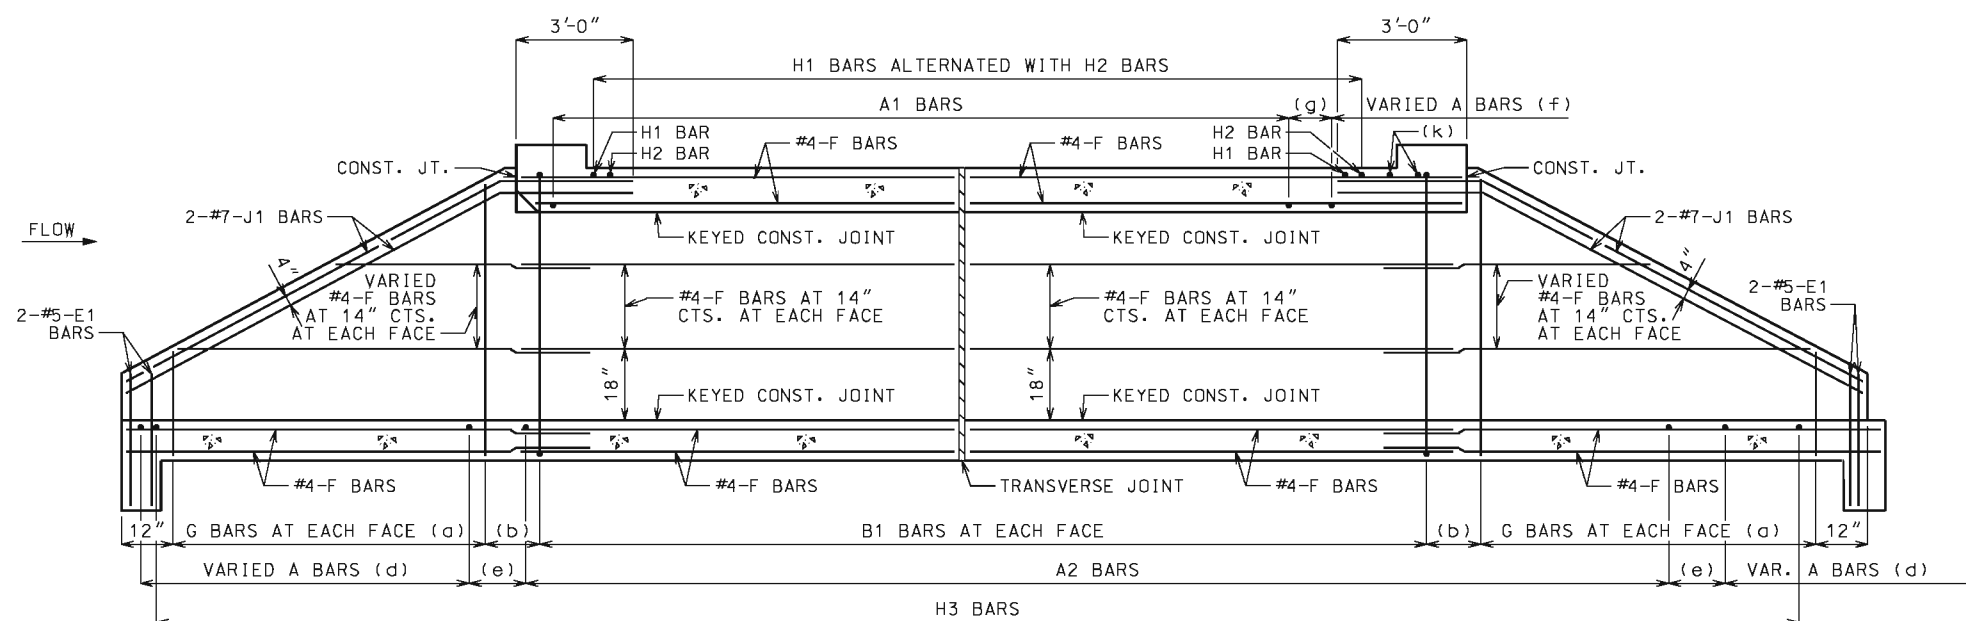 3'-0"
3'-0"
H1 BARS ALTERNATED WITH H2 BARS
A1 BARS
(g)
VARIED A BARS (f)
H1 BAR
H2 BAR
#4-F BARS
#4-F BARS
H2 BAR
H1 BAR
(k)
CONST. JT.
CONST. JT.
2-#7-J1 BARS
2-#7-J1 BARS
FLOW
KEYED CONST. JOINT
KEYED CONST. JOINT
4"
4"
VARIED
#4-F BARS
AT 14" CTS.
AT EACH FACE
#4-F BARS AT 14"
CTS. AT EACH FACE
#4-F BARS AT 14"
CTS. AT EACH FACE
VARIED
#4-F BARS
AT 14" CTS.
AT EACH FACE
2-#5-E1
BARS
2-#5-E1
BARS
18"
18"
KEYED CONST. JOINT
KEYED CONST. JOINT
#4-F BARS
#4-F BARS
TRANSVERSE JOINT
#4-F BARS
#4-F BARS
12"
G BARS AT EACH FACE (a)
(b)
B1 BARS AT EACH FACE
(b)
G BARS AT EACH FACE (a)
12"
VARIED A BARS (d)
(e)
A2 BARS
(e)
VAR. A BARS (d)
H3 BARS